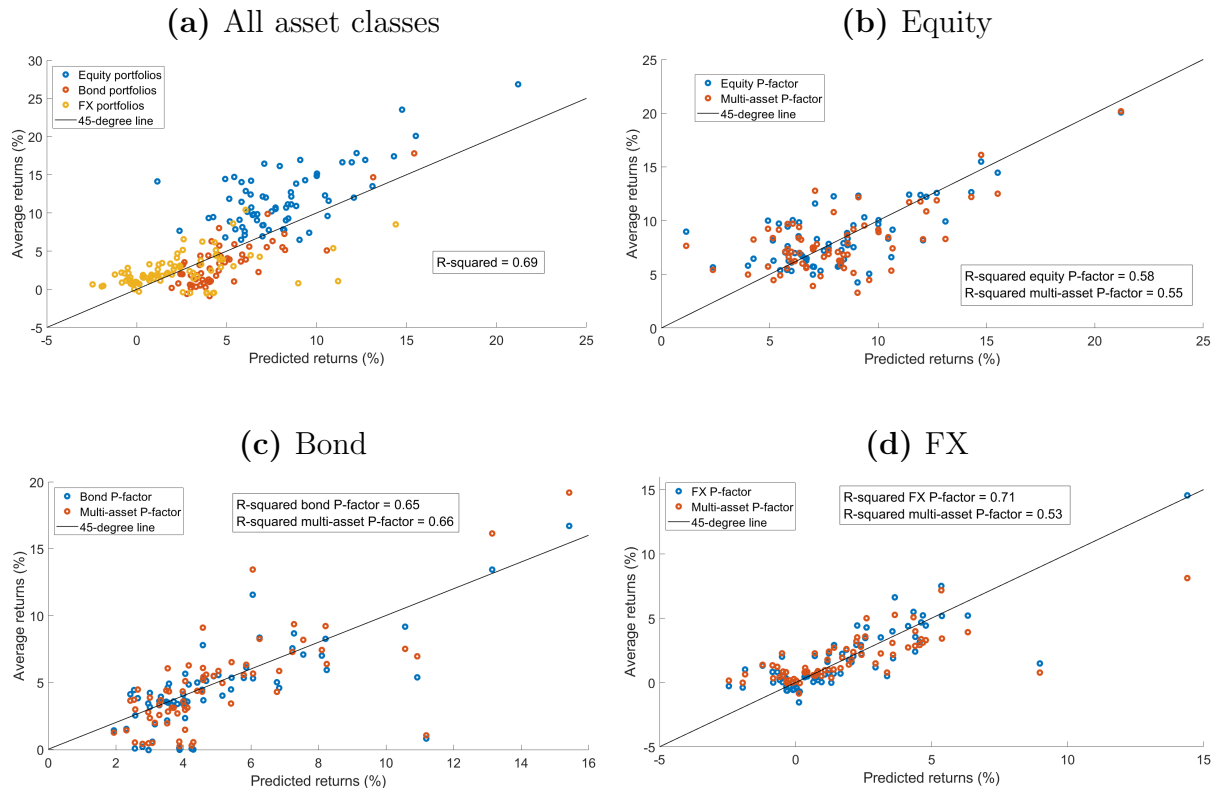 (a) All asset classes
30
25
20
15
10
5
0
-5
Average returns (%)
Equity portfolios
Bond portfolios
FX portfolios
45-degree line
R-squared = 0.69
-5 0 5 10 15 20 25
Predicted returns (%)
(b) Equity
25
20
15
10
5
0
Average returns (%)
Equity P-factor
Multi-asset P-factor
45-degree line
R-squared equity P-factor = 0.58
R-squared multi-asset P-factor = 0.55
0 5 10 15 20 25
Predicted returns (%)
(c) Bond
20
15
10
5
0
Average returns (%)
Bond P-factor
Multi-asset P-factor
45-degree line
R-squared bond P-factor = 0.65
R-squared multi-asset P-factor = 0.66
0 2 4 6 8 10 12 14 16
Predicted returns (%)
(d) FX
15
10
5
0
-5
Average returns (%)
FX P-factor
Multi-asset P-factor
45-degree line
R-squared FX P-factor = 0.71
R-squared multi-asset P-factor = 0.53
-5 0 5 10 15
Predicted returns (%)